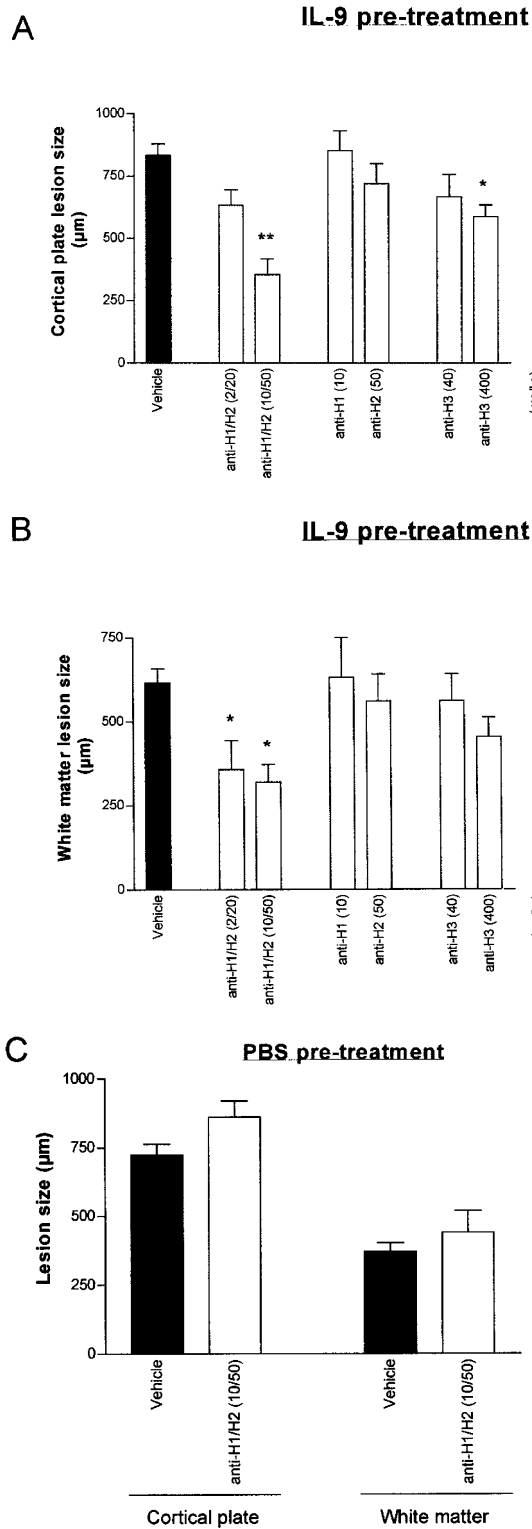 A
IL-9 pre-treatment
Cortical plate lesion size
(µm)
1000
750
500
250
0
**
*
Vehicle
anti-H1/H2 (2/20)
anti-H1/H2 (10/50)
anti-H1 (10)
anti-H2 (50)
anti-H3 (40)
anti-H3 (400)
B
IL-9 pre-treatment
White matter lesion size
(µm)
750
500
250
0
*
*
Vehicle
anti-H1/H2 (2/20)
anti-H1/H2 (10/50)
anti-H1 (10)
anti-H2 (50)
anti-H3 (40)
anti-H3 (400)
C
PBS pre-treatment
Lesion size (µm)
1000
750
500
250
0
Vehicle
anti-H1/H2 (10/50)
Vehicle
anti-H1/H2 (10/50)
Cortical plate
White matter